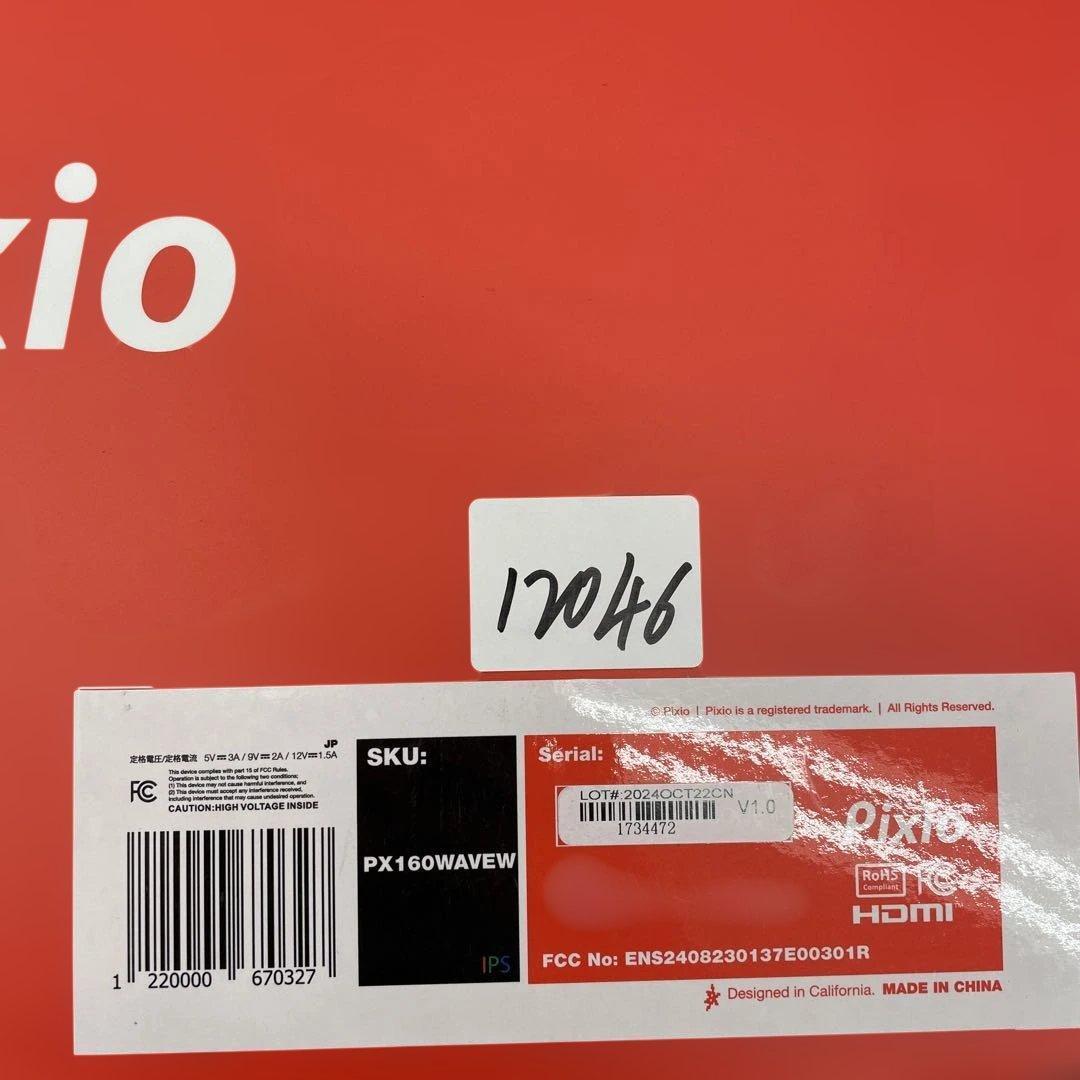 xio
12046
© Pixio | Pixio is a registered trademark. | All Rights Reserved.
JP
定格電圧/定格電流 5V⎓3A / 9V⎓2A / 12V⎓1.5A
FC
This device complies with part 15 of FCC Rules.
Operation is subject to the following two conditions;
(1) This device may not cause harmful interference, and
(2) This device must accept any interference received,
including interference that may cause undesired operation.
CAUTION:HIGH VOLTAGE INSIDE
1 220000 670327
SKU:
PX160WAVEW
IPS
Serial:
LOT#:2024OCT22CN
V1.0
1734472
Pixio
RoHS
Compliant
FC
HDMI™
FCC No: ENS2408230137E00301R
Designed in California. MADE IN CHINA